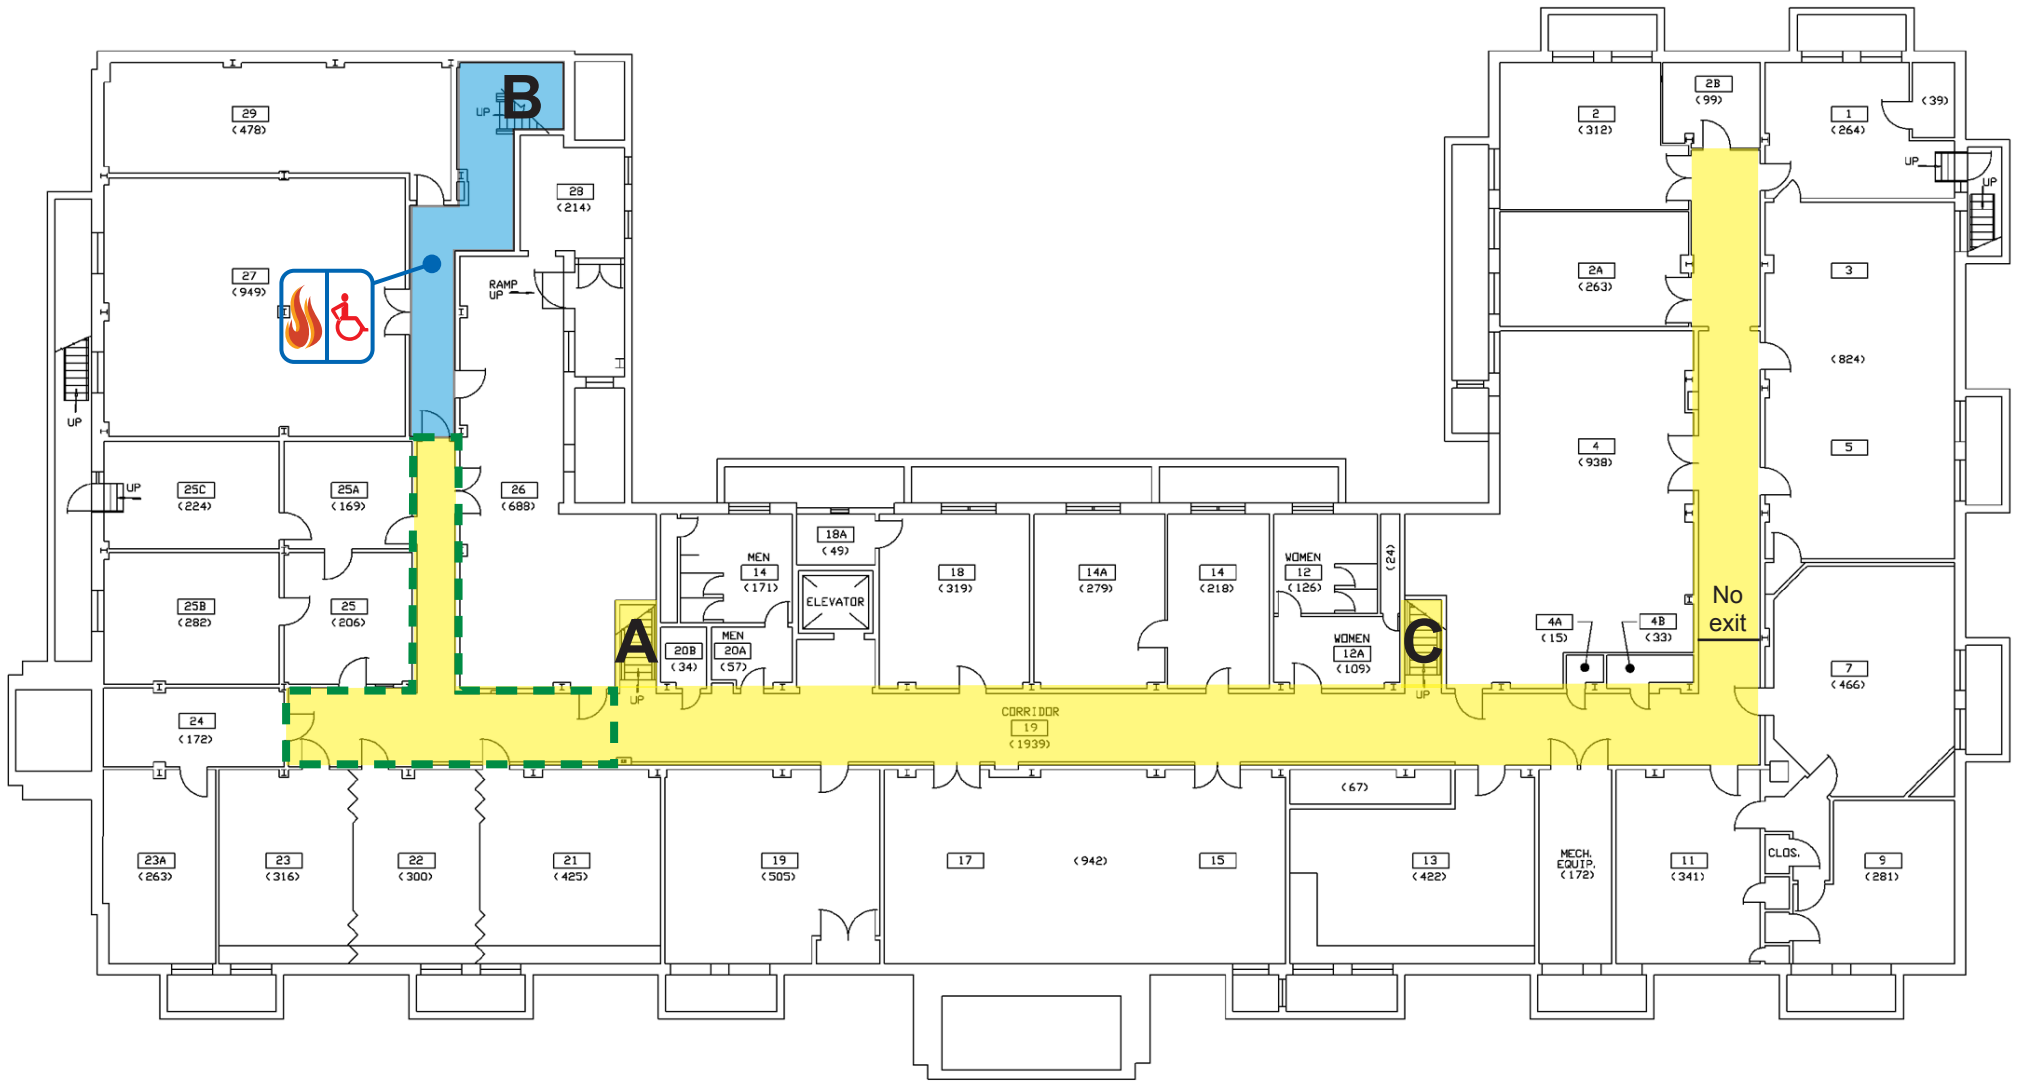 B
UP
29
(478)
28
(214)
27
(949)
RAMP
UP
UP
25C
(224)
UP
25A
(169)
26
(688)
25B
(282)
25
(206)
24
(172)
23A
(263)
23
(316)
22
(300)
21
(425)
A
UP
MEN
14
(171)
20B
(34)
MEN
20A
(57)
18A
(49)
ELEVATOR
18
(319)
14A
(279)
14
(218)
WOMEN
12
(126)
WOMEN
12A
(109)
(24)
C
UP
CORRIDOR
19
(1939)
19
(505)
17
(942)
15
(67)
13
(422)
MECH.
EQUIP.
(172)
11
(341)
CLOS.
9
(281)
2
(312)
2B
(99)
1
(264)
(39)
UP
UP
2A
(263)
3
(824)
5
4
(938)
4A
(15)
4B
(33)
No
exit
7
(466)